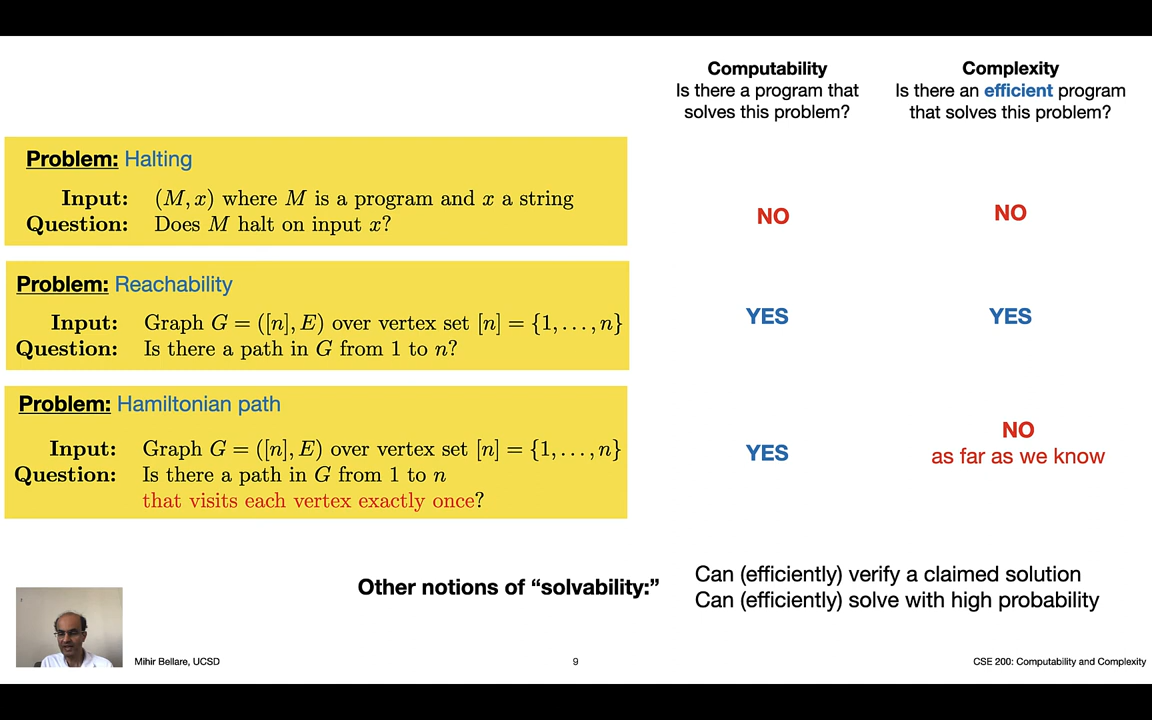 Computability
Is there a program that
solves this problem?
Complexity
Is there an efficient program
that solves this problem?
Problem: Halting
Input: (M, x) where M is a program and x a string
Question: Does M halt on input x?
NO
NO
Problem: Reachability
Input: Graph G = ([n], E) over vertex set [n] = {1, . . . , n}
Question: Is there a path in G from 1 to n?
YES
YES
Problem: Hamiltonian path
Input: Graph G = ([n], E) over vertex set [n] = {1, . . . , n}
Question: Is there a path in G from 1 to n
that visits each vertex exactly once?
YES
NO
as far as we know
Other notions of “solvability:”
Can (efficiently) verify a claimed solution
Can (efficiently) solve with high probability
Mihir Bellare, UCSD
9
CSE 200: Computability and Complexity